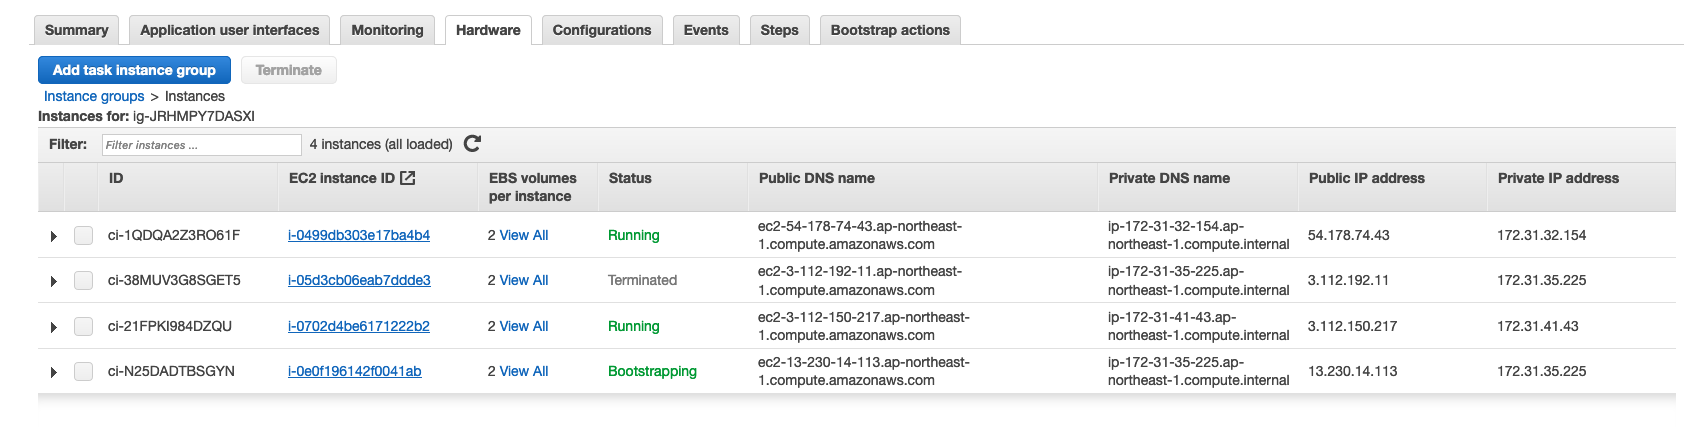 Summary Application user interfaces Monitoring Hardware Configurations Events Steps Bootstrap actions
Add task instance group Terminate
Instance groups > Instances
Instances for: ig-JRHMPY7DASXI
Filter: Filter instances ... 4 instances (all loaded)
ID EC2 instance ID EBS volumes per instance Status Public DNS name Private DNS name Public IP address Private IP address
ci-1QDQA2Z3RO61F i-0499db303e17ba4b4 2 View All Running ec2-54-178-74-43.ap-northeast-1.compute.amazonaws.com ip-172-31-32-154.ap-northeast-1.compute.internal 54.178.74.43 172.31.32.154
ci-38MUV3G8SGET5 i-05d3cb06eab7ddde3 2 View All Terminated ec2-3-112-192-11.ap-northeast-1.compute.amazonaws.com ip-172-31-35-225.ap-northeast-1.compute.internal 3.112.192.11 172.31.35.225
ci-21FPKI984DZQU i-0702d4be6171222b2 2 View All Running ec2-3-112-150-217.ap-northeast-1.compute.amazonaws.com ip-172-31-41-43.ap-northeast-1.compute.internal 3.112.150.217 172.31.41.43
ci-N25DADTBSGYN i-0e0f196142f0041ab 2 View All Bootstrapping ec2-13-230-14-113.ap-northeast-1.compute.amazonaws.com ip-172-31-35-225.ap-northeast-1.compute.internal 13.230.14.113 172.31.35.225